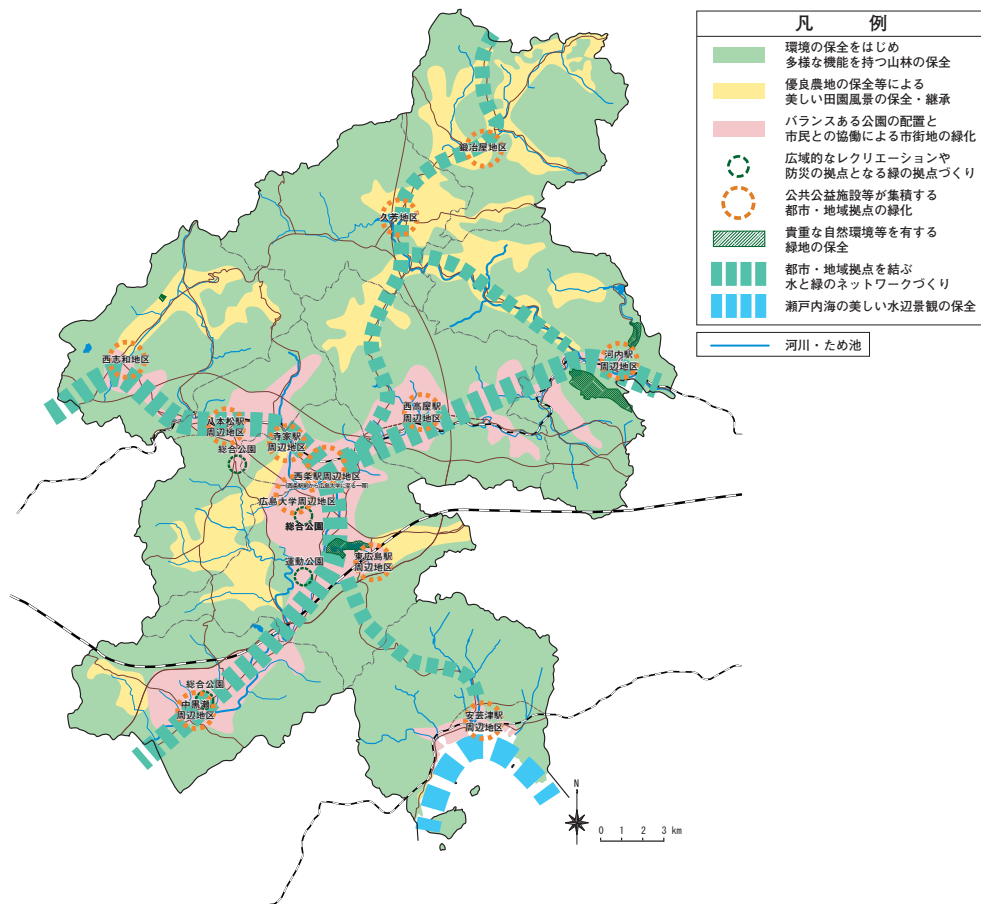 凡例
環境の保全をはじめ
多様な機能を持つ山林の保全
優良農地の保全等による
美しい田園風景の保全・継承
バランスある公園の配置と
市民との協働による市街地の緑化
広域的なレクリエーションや
防災の拠点となる緑の拠点づくり
公共公益施設等が集積する
都市・地域拠点の緑化
貴重な自然環境等を有する
緑地の保全
都市・地域拠点を結ぶ
水と緑のネットワークづくり
瀬戸内海の美しい水辺景観の保全
河川・ため池
鍛冶屋地区
久芳地区
西志和地区
河内駅
周辺地区
西高屋駅
周辺地区
八本松駅
周辺地区
寺家駅
周辺地区
総合公園
西条駅周辺地区
広島大学周辺地区
総合公園
東広島駅
周辺地区
運動公園
総合公園
中黒瀬
周辺地区
安芸津駅
周辺地区
N
0 1 2 3 km